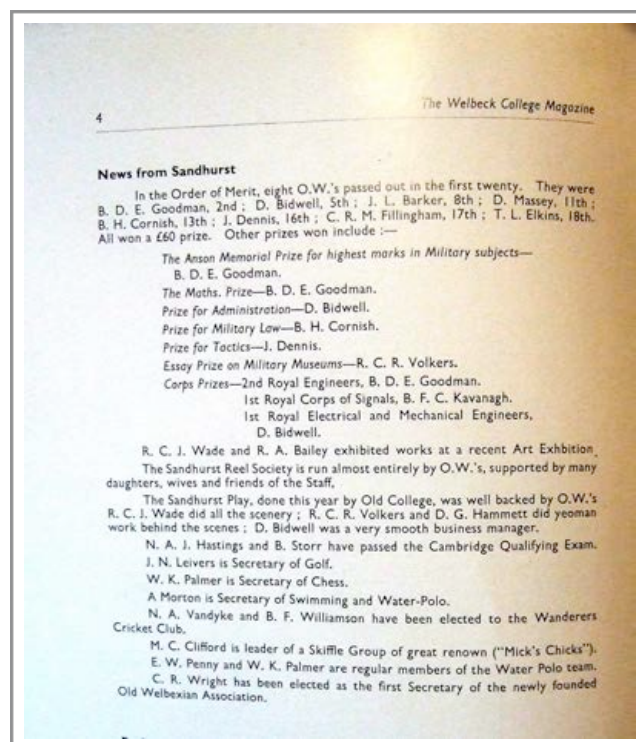 4
The Welbeck College Magazine
News from Sandhurst
In the Order of Merit, eight O.W.'s passed out in the first twenty. They were
B. D. E. Goodman, 2nd ; D. Bidwell, 5th ; J. L. Barker, 8th ; D. Massey, 11th ;
B. H. Cornish, 13th ; J. Dennis, 16th ; C. R. M. Fillingham, 17th ; T. L. Elkins, 18th.
All won a £60 prize. Other prizes won include :—
The Anson Memorial Prize for highest marks in Military subjects—
B. D. E. Goodman.
The Maths. Prize—B. D. E. Goodman.
Prize for Administration—D. Bidwell.
Prize for Military Law—B. H. Cornish.
Prize for Tactics—J. Dennis.
Essay Prize on Military Museums—R. C. R. Volkers.
Corps Prizes—2nd Royal Engineers, B. D. E. Goodman.
1st Royal Corps of Signals, B. F. C. Kavanagh.
1st Royal Electrical and Mechanical Engineers,
D. Bidwell.
R. C. J. Wade and R. A. Bailey exhibited works at a recent Art Exhbition.
The Sandhurst Reel Society is run almost entirely by O.W.'s, supported by many
daughters, wives and friends of the Staff,
The Sandhurst Play, done this year by Old College, was well backed by O.W.'s
R. C. J. Wade did all the scenery ; R. C. R. Volkers and D. G. Hammett did yeoman
work behind the scenes ; D. Bidwell was a very smooth business manager.
N. A. J. Hastings and B. Storr have passed the Cambridge Qualifying Exam.
J. N. Leivers is Secretary of Golf.
W. K. Palmer is Secretary of Chess.
A Morton is Secretary of Swimming and Water-Polo.
N. A. Vandyke and B. F. Williamson have been elected to the Wanderers
Cricket Club.
M. C. Clifford is leader of a Skiffle Group of great renown ("Mick's Chicks").
E. W. Penny and W. K. Palmer are regular members of the Water Polo team.
C. R. Wright has been elected as the first Secretary of the newly founded
Old Welbexian Association.